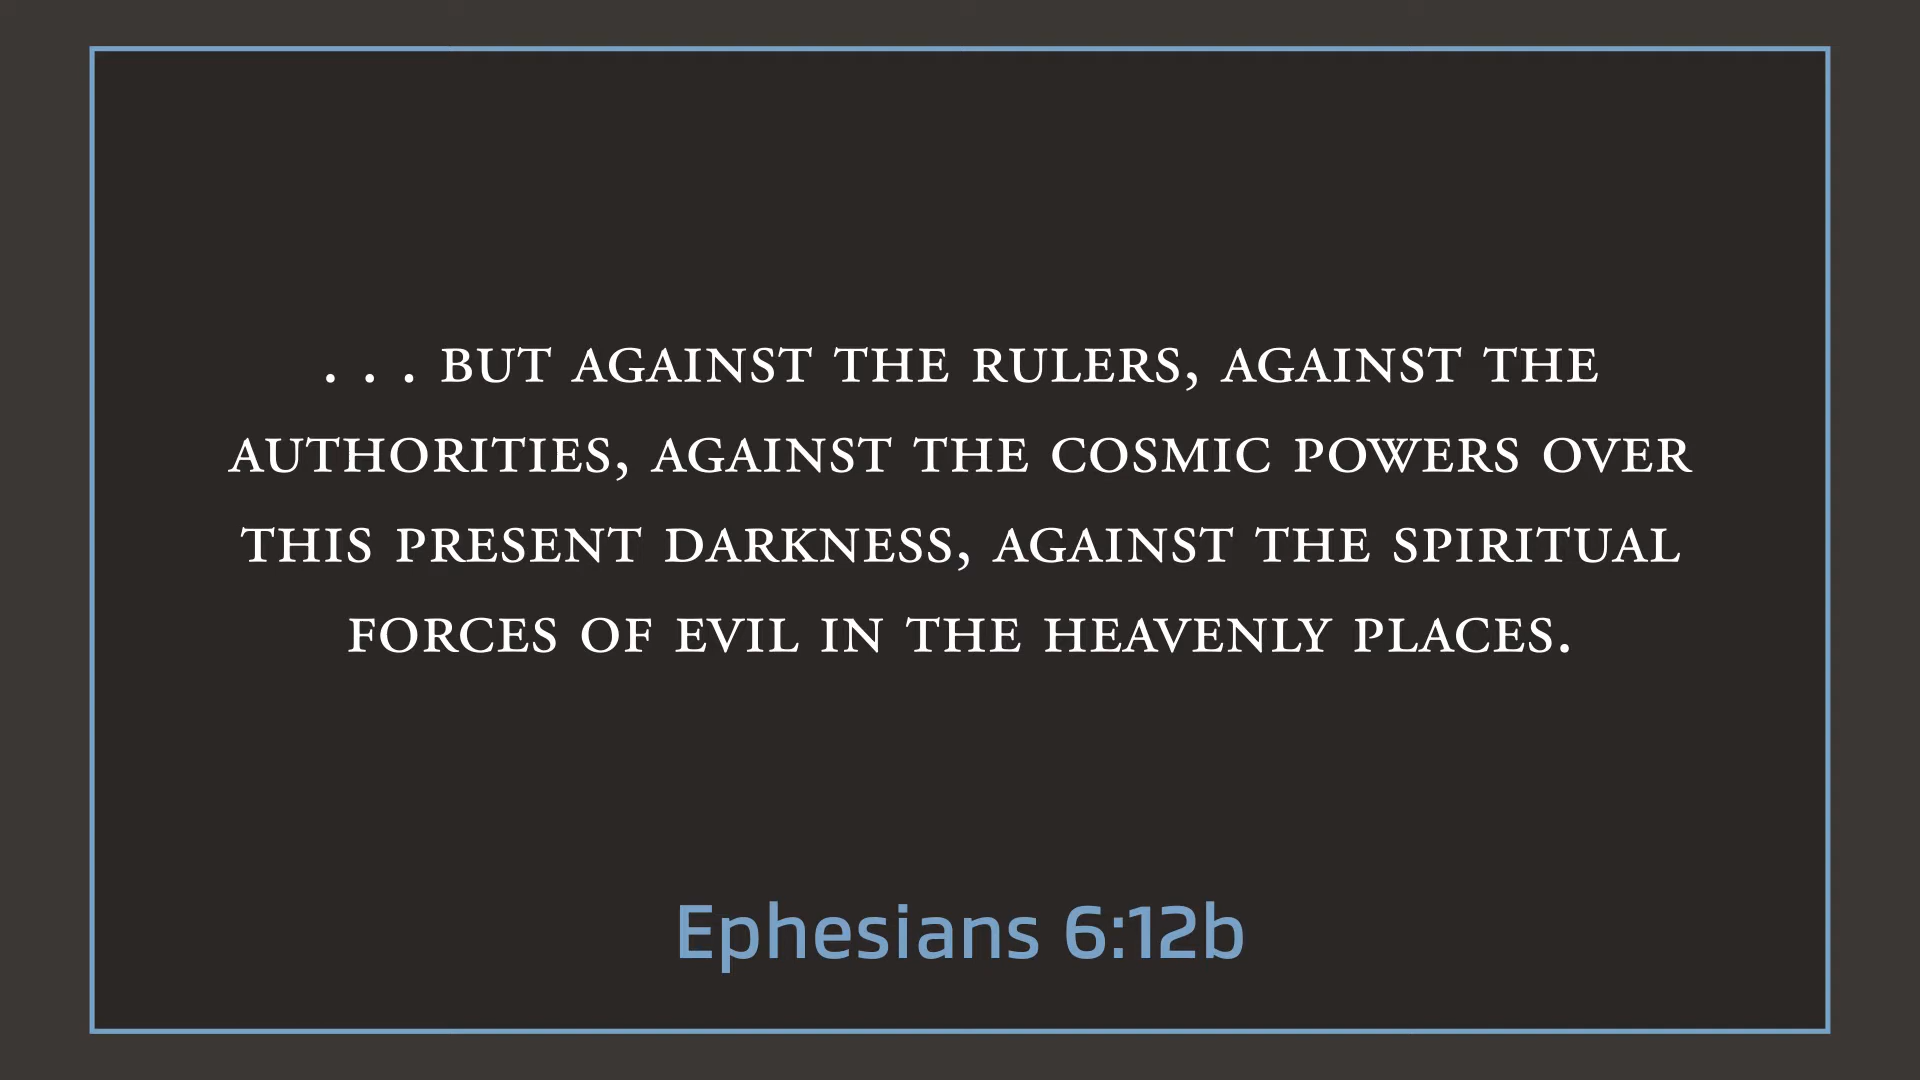 . . . BUT AGAINST THE RULERS, AGAINST THE
AUTHORITIES, AGAINST THE COSMIC POWERS OVER
THIS PRESENT DARKNESS, AGAINST THE SPIRITUAL
FORCES OF EVIL IN THE HEAVENLY PLACES.
Ephesians 6:12b